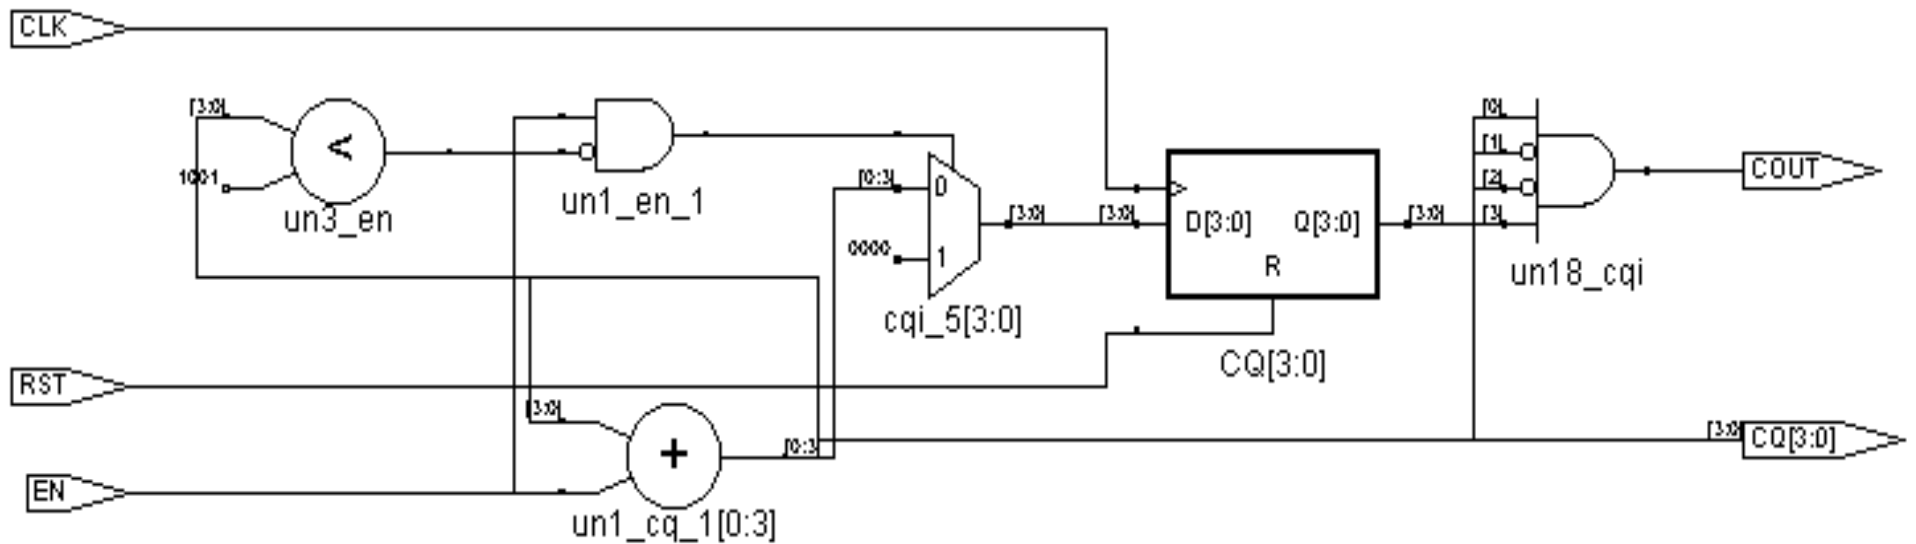 CLK
[3:0]
<
1001
un3_en
un1_en_1
[0:3]
0
0000
1
cqi_5[3:0]
[3:0]
[3:0]
D[3:0]
Q[3:0]
R
CQ[3:0]
[3:0]
[0]
[1]
[2]
[3]
un18_cqi
COUT
RST
[3:0]
+
[0:3]
un1_cq_1[0:3]
EN
[3:0]
CQ[3:0]